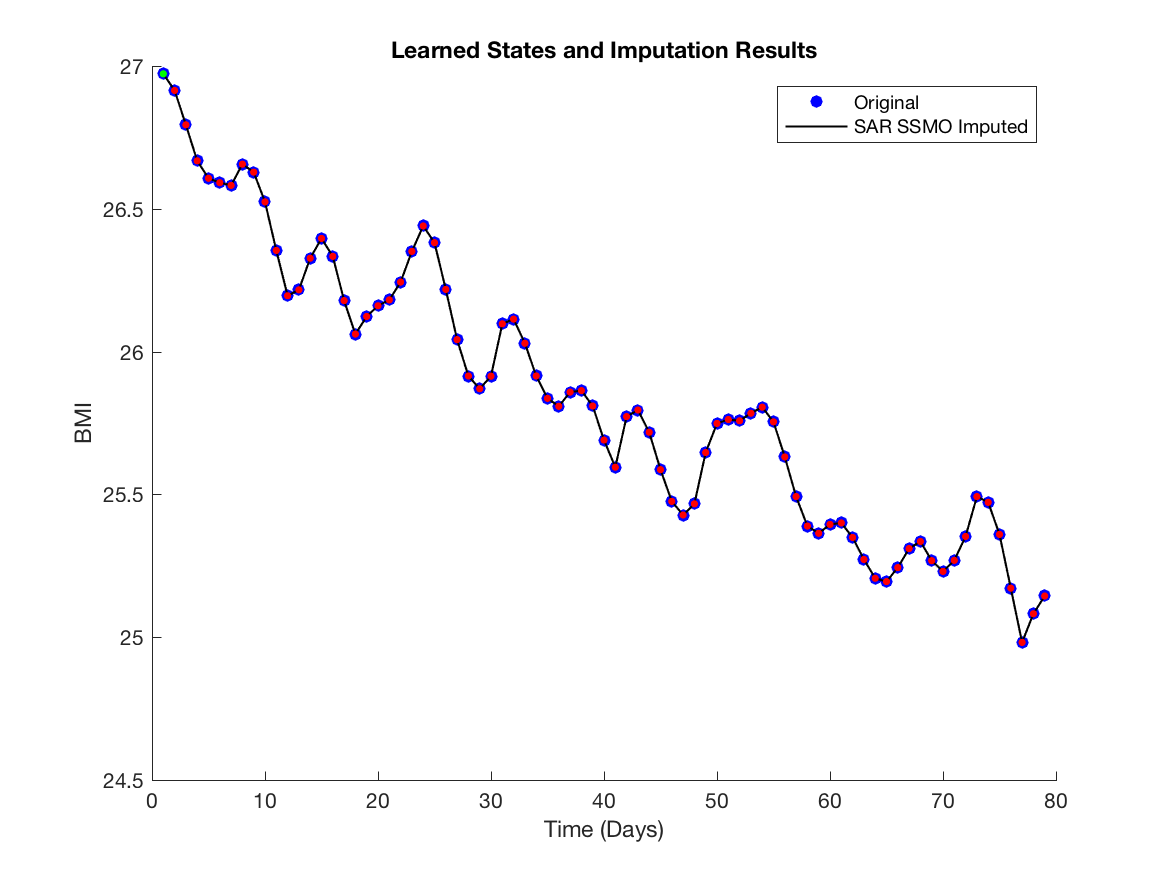 Learned States and Imputation Results
Original
SAR SSMO Imputed
27
26.5
26
25.5
25
24.5
BMI
0 10 20 30 40 50 60 70 80
Time (Days)